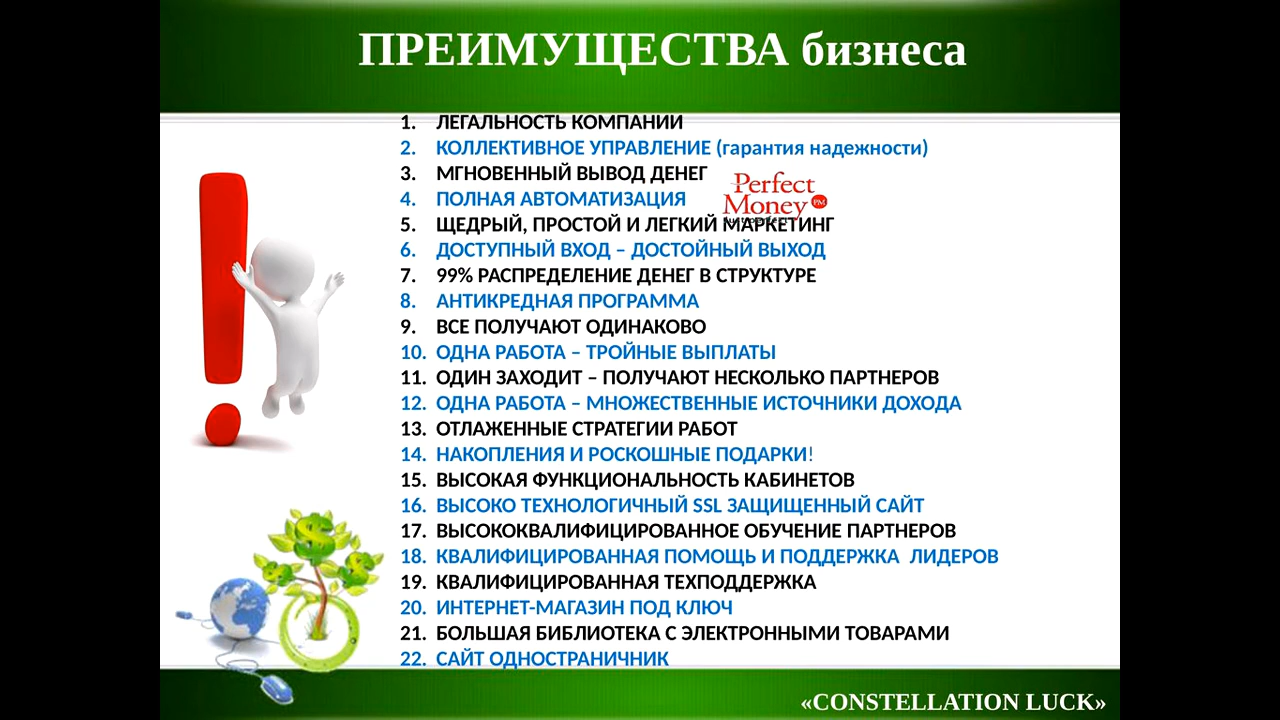 ПРЕИМУЩЕСТВА бизнеса
1. ЛЕГАЛЬНОСТЬ КОМПАНИИ
2. КОЛЛЕКТИВНОЕ УПРАВЛЕНИЕ (гарантия надежности)
3. МГНОВЕННЫЙ ВЫВОД ДЕНЕГ
Perfect
Money PM
4. ПОЛНАЯ АВТОМАТИЗАЦИЯ
5. ЩЕДРЫЙ, ПРОСТОЙ И ЛЕГКИЙ МАРКЕТИНГ
6. ДОСТУПНЫЙ ВХОД – ДОСТОЙНЫЙ ВЫХОД
7. 99% РАСПРЕДЕЛЕНИЕ ДЕНЕГ В СТРУКТУРЕ
8. АНТИКРЕДНАЯ ПРОГРАММА
9. ВСЕ ПОЛУЧАЮТ ОДИНАКОВО
10. ОДНА РАБОТА – ТРОЙНЫЕ ВЫПЛАТЫ
11. ОДИН ЗАХОДИТ – ПОЛУЧАЮТ НЕСКОЛЬКО ПАРТНЕРОВ
12. ОДНА РАБОТА – МНОЖЕСТВЕННЫЕ ИСТОЧНИКИ ДОХОДА
13. ОТЛАЖЕННЫЕ СТРАТЕГИИ РАБОТ
14. НАКОПЛЕНИЯ И РОСКОШНЫЕ ПОДАРКИ!
15. ВЫСОКАЯ ФУНКЦИОНАЛЬНОСТЬ КАБИНЕТОВ
16. ВЫСОКО ТЕХНОЛОГИЧНЫЙ SSL ЗАЩИЩЕННЫЙ САЙТ
17. ВЫСОКОКВАЛИФИЦИРОВАННОЕ ОБУЧЕНИЕ ПАРТНЕРОВ
18. КВАЛИФИЦИРОВАННАЯ ПОМОЩЬ И ПОДДЕРЖКА ЛИДЕРОВ
19. КВАЛИФИЦИРОВАННАЯ ТЕХПОДДЕРЖКА
20. ИНТЕРНЕТ-МАГАЗИН ПОД КЛЮЧ
21. БОЛЬШАЯ БИБЛИОТЕКА С ЭЛЕКТРОННЫМИ ТОВАРАМИ
22. САЙТ ОДНОСТРАНИЧНИК
«CONSTELLATION LUCK»